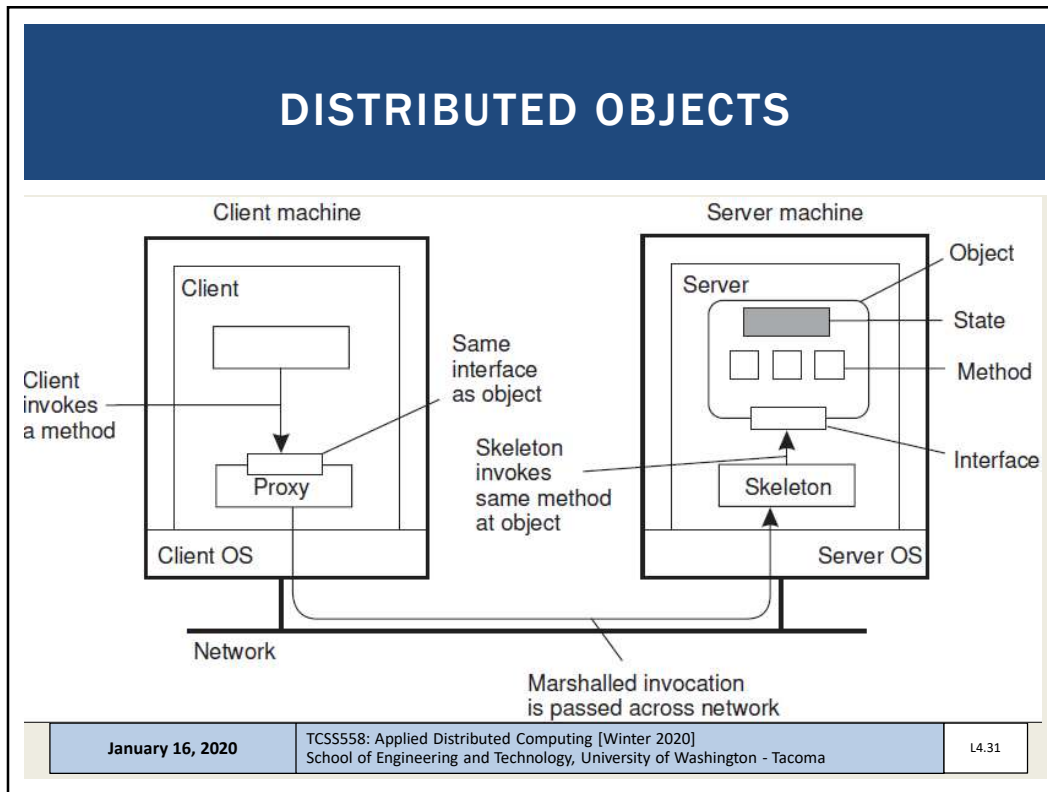 DISTRIBUTED OBJECTS
Client machine
Server machine
Object
Client
Server
State
Same
interface
as object
Method
Client
invokes
a method
Skeleton
invokes
same method
at object
Interface
Proxy
Skeleton
Client OS
Server OS
Network
Marshalled invocation
is passed across network
January 16, 2020
TCSS558: Applied Distributed Computing [Winter 2020]
School of Engineering and Technology, University of Washington - Tacoma
L4.31